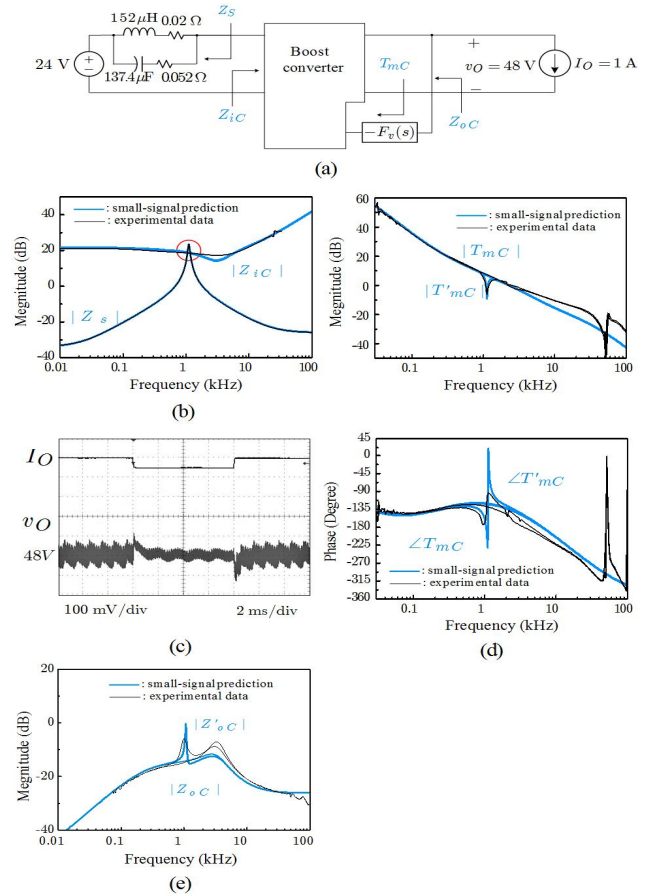 152 μH 0.02 Ω
Z_S
137.4 μF 0.052 Ω
24 V
Boost converter
Z_iC
T_mC
−F_v(s)
+
v_O = 48 V
−
Z_oC
I_O = 1 A
(a)
: small-signal prediction
: experimental data
Megnitude (dB)
60
40
20
0
-20
-40
| Z_iC |
| Z_s |
0.01 0.1 1 10 100
Frequency (kHz)
(b)
: small-signal prediction
: experimental data
Megnitude (dB)
60
40
20
0
-20
-40
| T_mC |
| T'_mC |
0.1 1 10 100
Frequency (kHz)
I_O
v_O
48V
100 mV/div 2 ms/div
(c)
Phase (Degree)
45
0
-45
-90
-135
-180
-225
-270
-315
-360
∠T'_mC
∠T_mC
: small-signal prediction
: experimental data
0.1 1 10 100
Frequency (kHz)
(d)
: small-signal prediction
: experimental data
Megnitude (dB)
20
0
-20
-40
| Z'_oC |
| Z_oC |
0.01 0.1 1 10 100
Frequency (kHz)
(e)